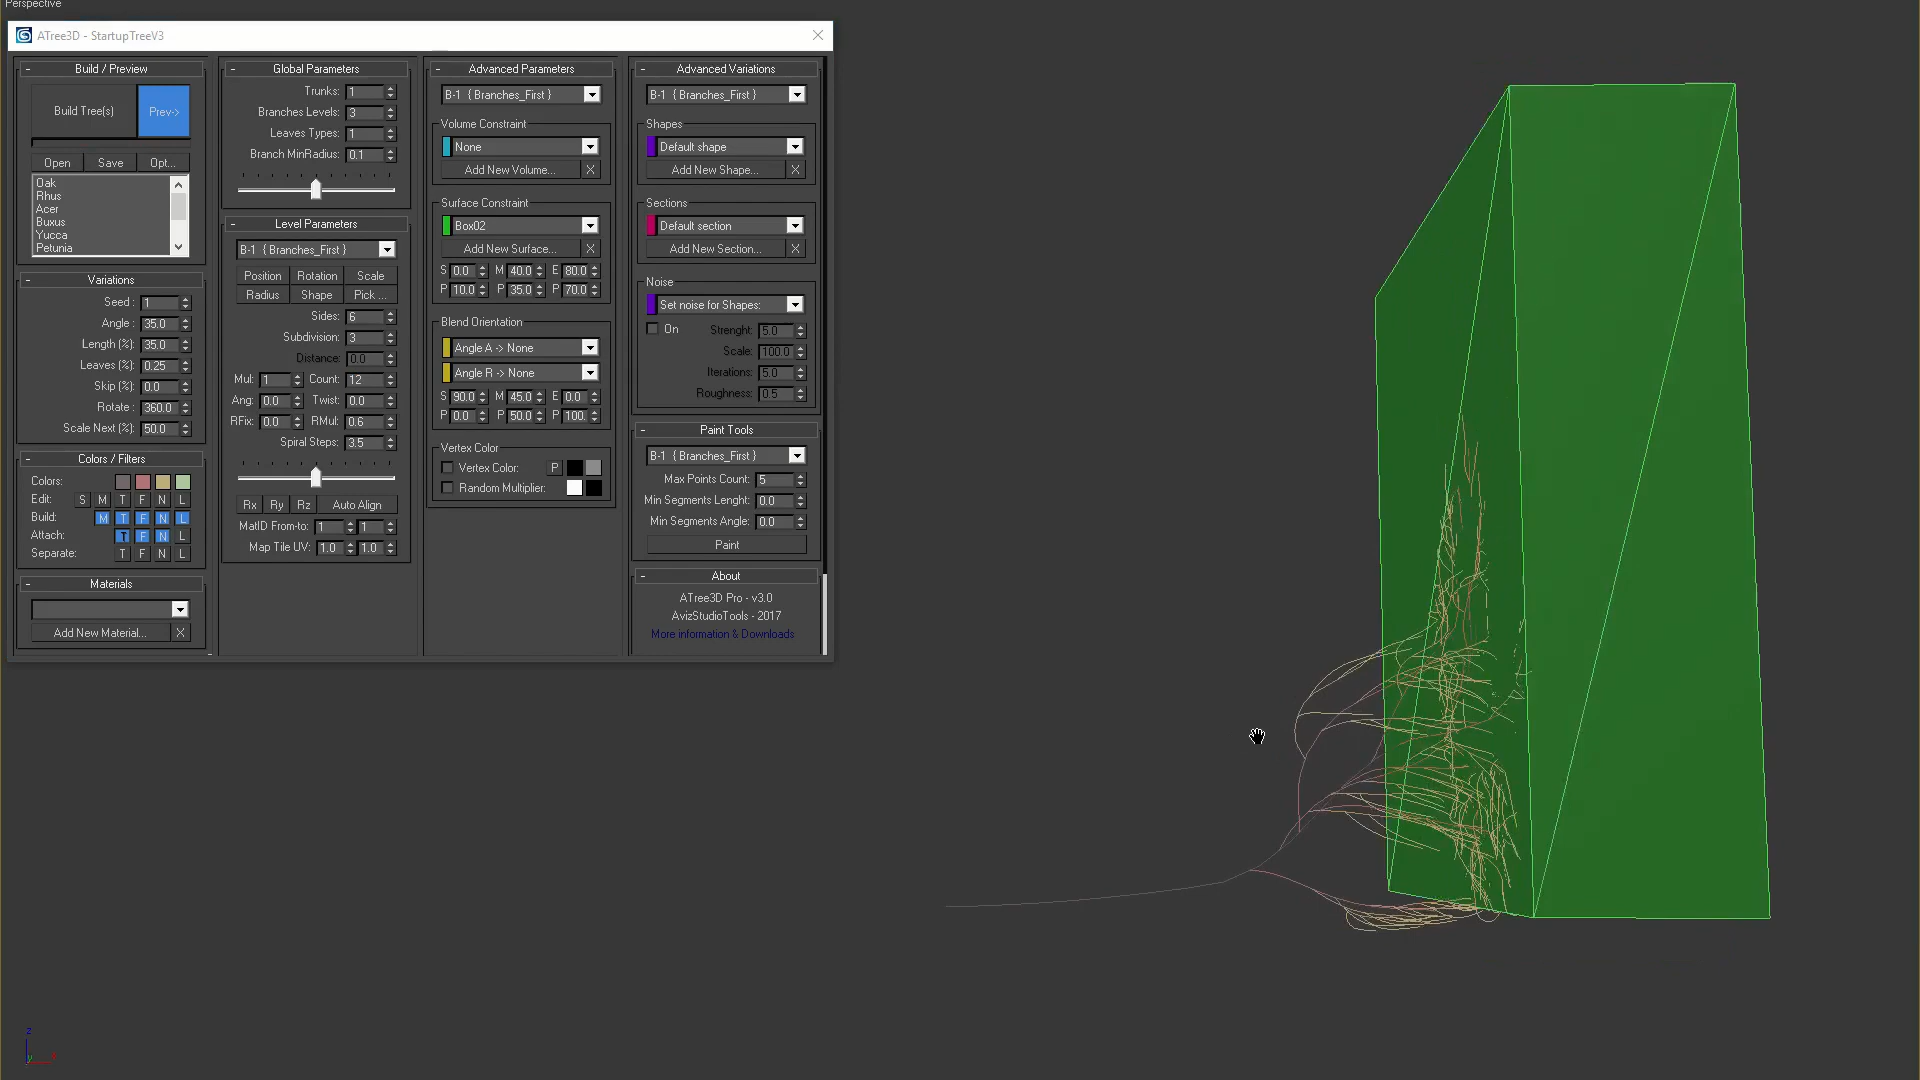 Perspective
ATree3D - StartupTreeV3
Build / Preview
Build Tree(s)
Prev->
Open
Save
Opt...
Oak
Rhus
Acer
Buxus
Yucca
Petunia
Variations
Seed : 1
Angle : 35.0
Length (%): 35.0
Leaves (%): 0.25
Skip (%): 0.0
Rotate : 360.0
Scale Next (%): 50.0
Colors / Filters
Colors:
Edit: S M T F N L
Build: M T F N L
Attach: T F N L
Separate: T F N L
Materials
Add New Material... X
Global Parameters
Trunks: 1
Branches Levels: 3
Leaves Types: 1
Branch MinRadius: 0.1
Level Parameters
B-1 { Branches_First }
Position Rotation Scale
Radius Shape Pick ...
Sides: 6
Subdivision: 3
Distance: 0.0
Mul: 1 Count: 12
Ang: 0.0 Twist: 0.0
RFix: 0.0 RMul: 0.6
Spiral Steps: 3.5
Rx Ry Rz Auto Align
MatID From-to: 1 1
Map Tile UV: 1.0 1.0
Advanced Parameters
B-1 { Branches_First }
Volume Constraint
None
Add New Volume... X
Surface Constraint
Box02
Add New Surface... X
S 0.0 M 40.0 E 80.0
P 10.0 P 35.0 P 70.0
Blend Orientation
Angle A -> None
Angle R -> None
S 90.0 M 45.0 E 0.0
P 0.0 P 50.0 P 100.
Vertex Color
Vertex Color: P
Random Multiplier:
Advanced Variations
B-1 { Branches_First }
Shapes
Default shape
Add New Shape... X
Sections
Default section
Add New Section... X
Noise
Set noise for Shapes:
On Strenght: 5.0
Scale: 100.0
Iterations: 5.0
Roughness: 0.5
Paint Tools
B-1 { Branches_First }
Max Points Count: 5
Min Segments Lenght: 0.0
Min Segments Angle: 0.0
Paint
About
ATree3D Pro - v3.0
AvizStudioTools - 2017
More information & Downloads
z
y
x